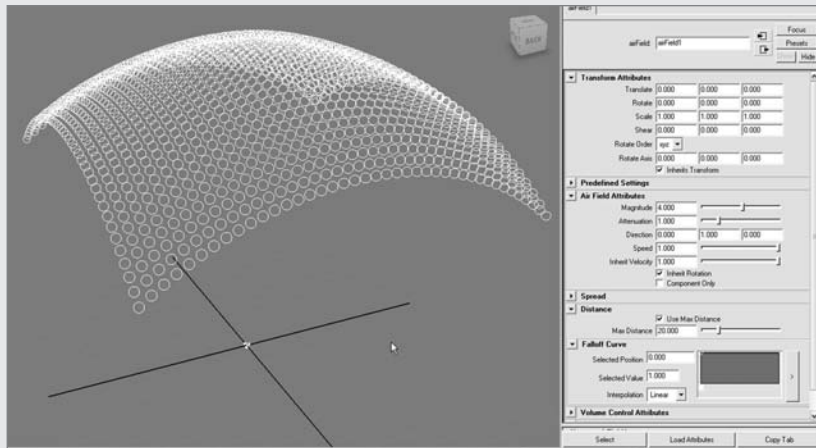 airField1
BACK
airField: airField1
Focus
Presets
Hide
Transform Attributes
Translate 0.000 0.000 0.000
Rotate 0.000 0.000 0.000
Scale 1.000 1.000 1.000
Shear 0.000 0.000 0.000
Rotate Order xyz
Rotate Axis 0.000 0.000 0.000
Inherits Transform
Predefined Settings
Air Field Attributes
Magnitude 4.000
Attenuation 1.000
Direction 0.000 1.000 0.000
Speed 1.000
Inherit Velocity 1.000
Inherit Rotation
Component Only
Spread
Distance
Use Max Distance
Max Distance 20.000
Falloff Curve
Selected Position 0.000
Selected Value 1.000
Interpolation Linear
>
Volume Control Attributes
Select Load Attributes Copy Tab